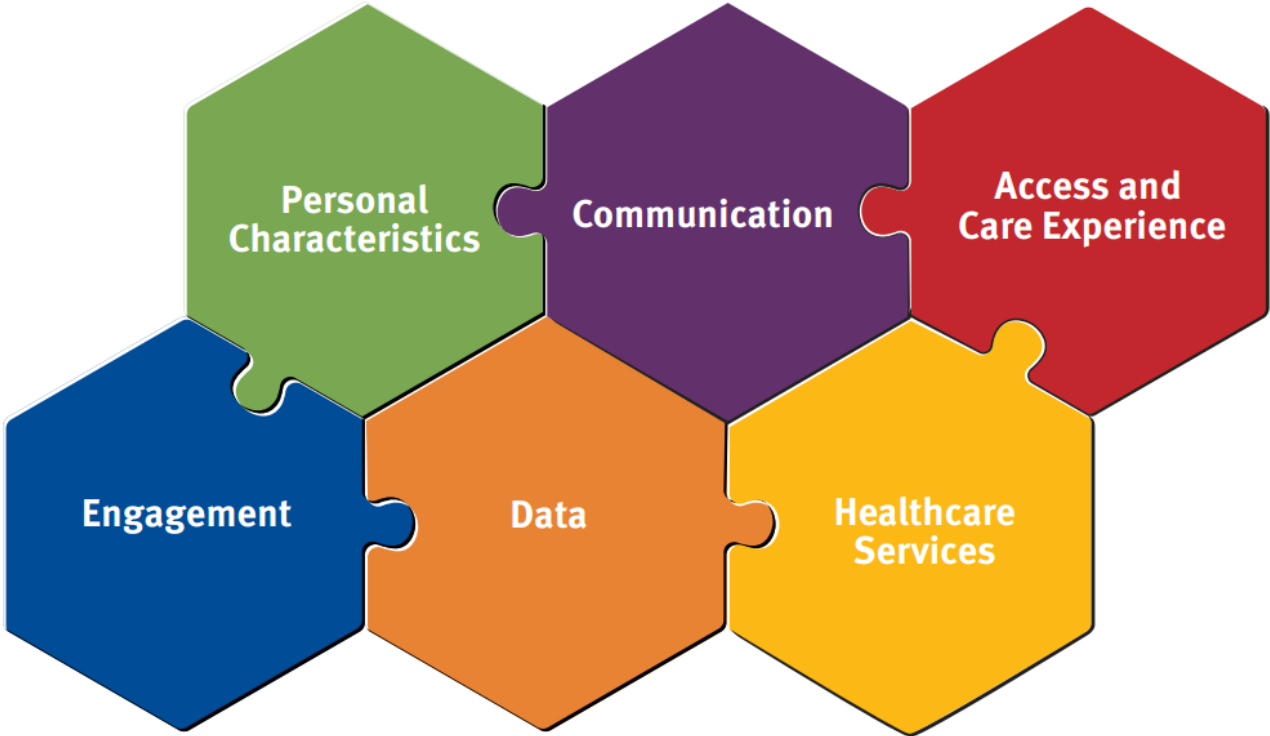 Personal
Characteristics
Communication
Access and
Care Experience
Engagement
Data
Healthcare
Services